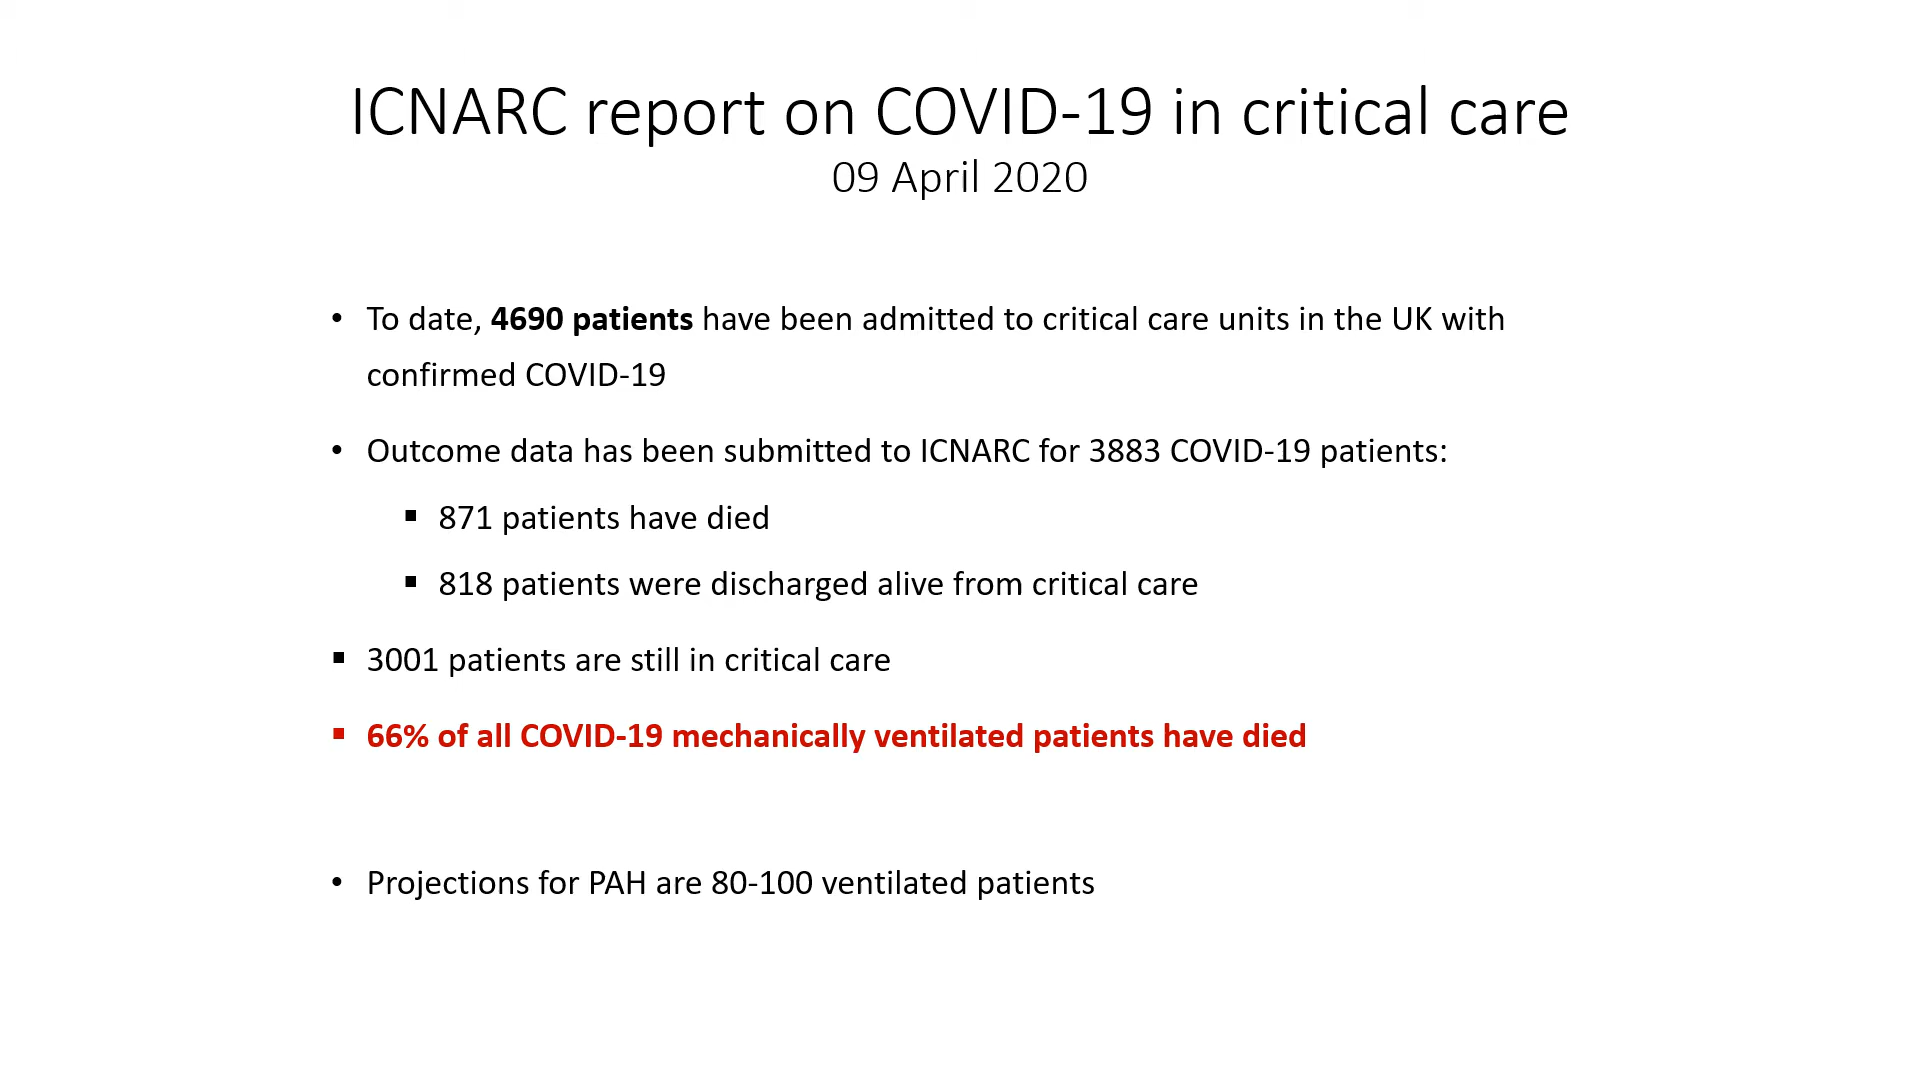 ICNARC report on COVID-19 in critical care
09 April 2020
• To date, 4690 patients have been admitted to critical care units in the UK with
confirmed COVID-19
• Outcome data has been submitted to ICNARC for 3883 COVID-19 patients:
▪ 871 patients have died
▪ 818 patients were discharged alive from critical care
▪ 3001 patients are still in critical care
▪ 66% of all COVID-19 mechanically ventilated patients have died
• Projections for PAH are 80-100 ventilated patients